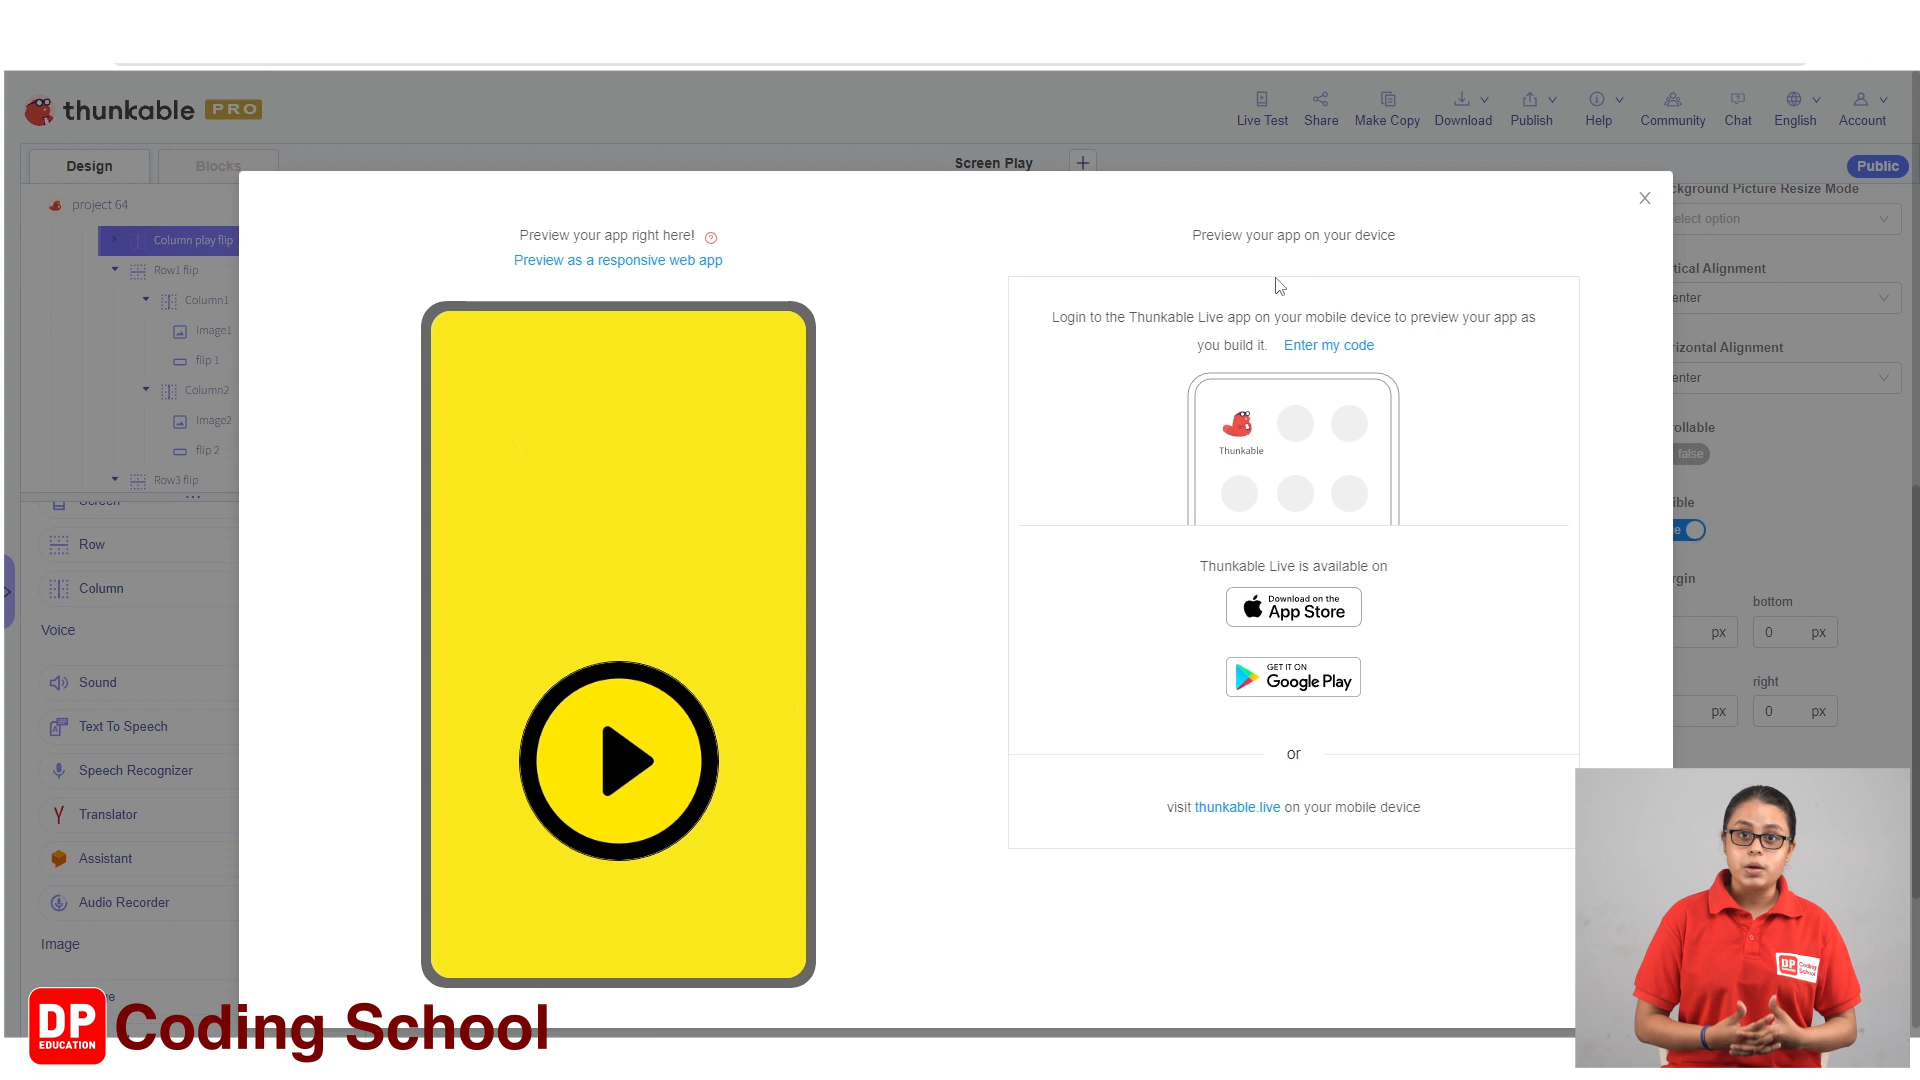 thunkable PRO
Live Test
Share
Make Copy
Download
Publish
Help
Community
Chat
English
Account
Design
Blocks
Screen Play
Public
project 64
Column play flip
Row1 flip
Column1
Image1
flip 1
Column2
Image2
flip 2
Row3 flip
Screen
Row
Column
Voice
Sound
Text To Speech
Speech Recognizer
Translator
Assistant
Audio Recorder
Image
Preview your app right here!
Preview as a responsive web app
Preview your app on your device
Login to the Thunkable Live app on your mobile device to preview your app as
you build it. Enter my code
Thunkable
Thunkable Live is available on
Download on the
App Store
GET IT ON
Google Play
or
visit thunkable.live on your mobile device
ckground Picture Resize Mode
elect option
tical Alignment
enter
rizontal Alignment
enter
rollable
false
ible
e
rgin
bottom
px
0 px
right
px
0 px
DP
EDUCATION
Coding School
DP
Coding
School